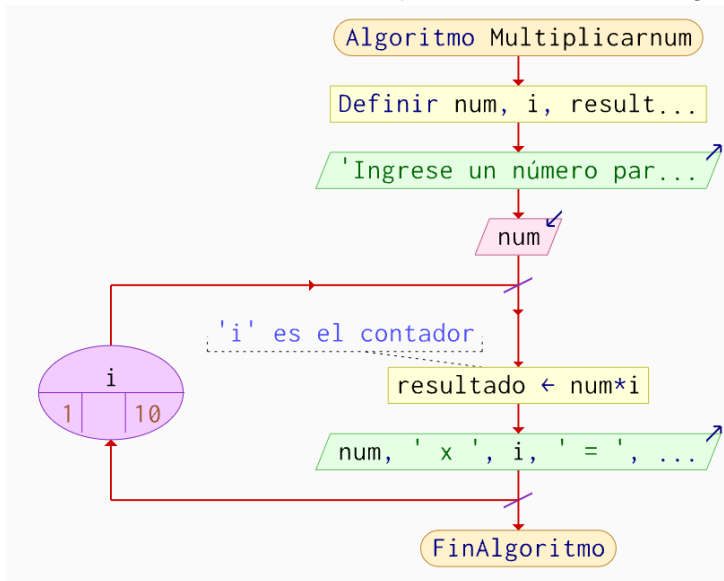 Algoritmo Multiplicarnum
Definir num, i, result...
'Ingrese un número par...
num
'i' es el contador
i
1 10
resultado ← num*i
num, ' x ', i, ' = ', ...
FinAlgoritmo